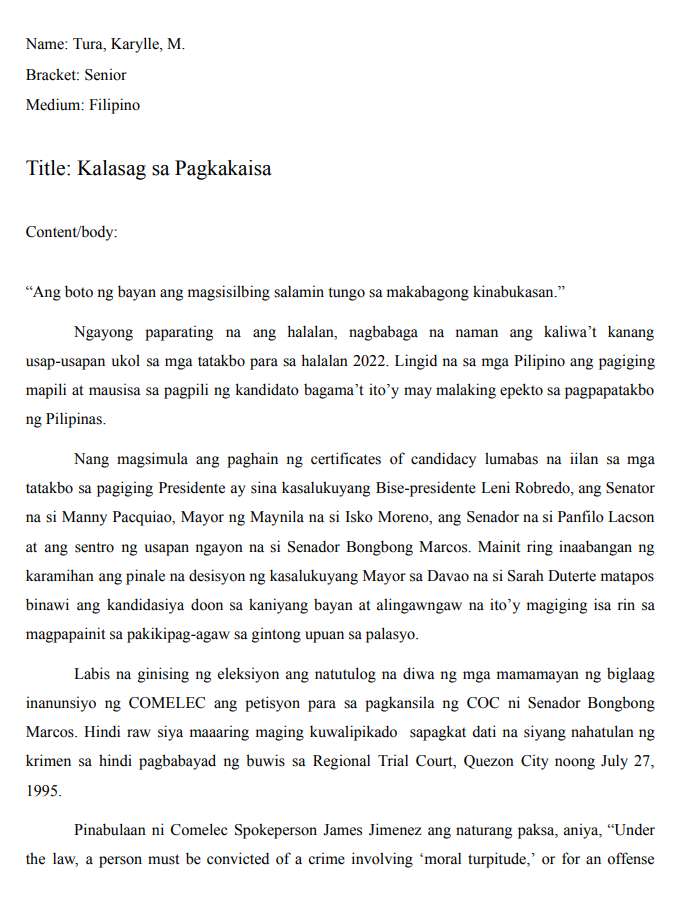 Name: Tura, Karylle, M.
Bracket: Senior
Medium: Filipino
Title: Kalasag sa Pagkakaisa
Content/body:
“Ang boto ng bayan ang magsisilbing salamin tungo sa makabagong kinabukasan.”
Ngayong paparating na ang halalan, nagbabaga na naman ang kaliwa’t kanang
usap-usapan ukol sa mga tatakbo para sa halalan 2022. Lingid na sa mga Pilipino ang pagiging
mapili at mausisa sa pagpili ng kandidato bagama’t ito’y may malaking epekto sa pagpapatakbo
ng Pilipinas.
Nang magsimula ang paghain ng certificates of candidacy lumabas na iilan sa mga
tatakbo sa pagiging Presidente ay sina kasalukuyang Bise-presidente Leni Robredo, ang Senator
na si Manny Pacquiao, Mayor ng Maynila na si Isko Moreno, ang Senador na si Panfilo Lacson
at ang sentro ng usapan ngayon na si Senador Bongbong Marcos. Mainit ring inaabangan ng
karamihan ang pinale na desisyon ng kasalukuyang Mayor sa Davao na si Sarah Duterte matapos
binawi ang kandidasiya doon sa kaniyang bayan at alingawngaw na ito’y magiging isa rin sa
magpapainit sa pakikipag-agaw sa gintong upuan sa palasyo.
Labis na ginising ng eleksiyon ang natutulog na diwa ng mga mamamayan ng biglaag
inanunsiyo ng COMELEC ang petisyon para sa pagkansila ng COC ni Senador Bongbong
Marcos. Hindi raw siya maaaring maging kuwalipikado sapagkat dati na siyang nahatulan ng
krimen sa hindi pagbabayad ng buwis sa Regional Trial Court, Quezon City noong July 27,
1995.
Pinabulaan ni Comelec Spokeperson James Jimenez ang naturang paksa, aniya, “Under
the law, a person must be convicted of a crime involving ‘moral turpitude,’ or for an offense